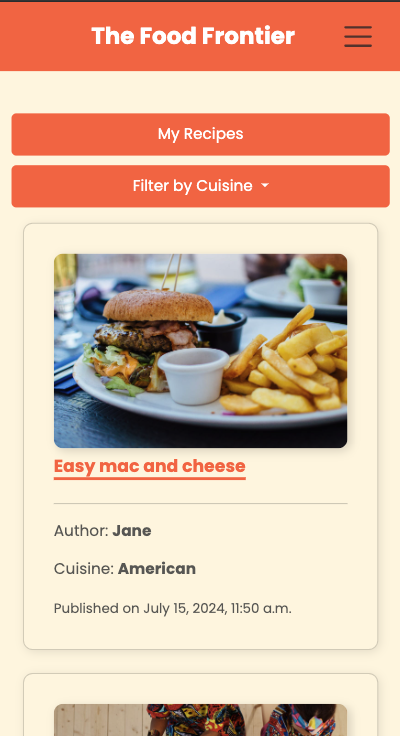 The Food Frontier
My Recipes
Filter by Cuisine
Easy mac and cheese
Author: Jane
Cuisine: American
Published on July 15, 2024, 11:50 a.m.